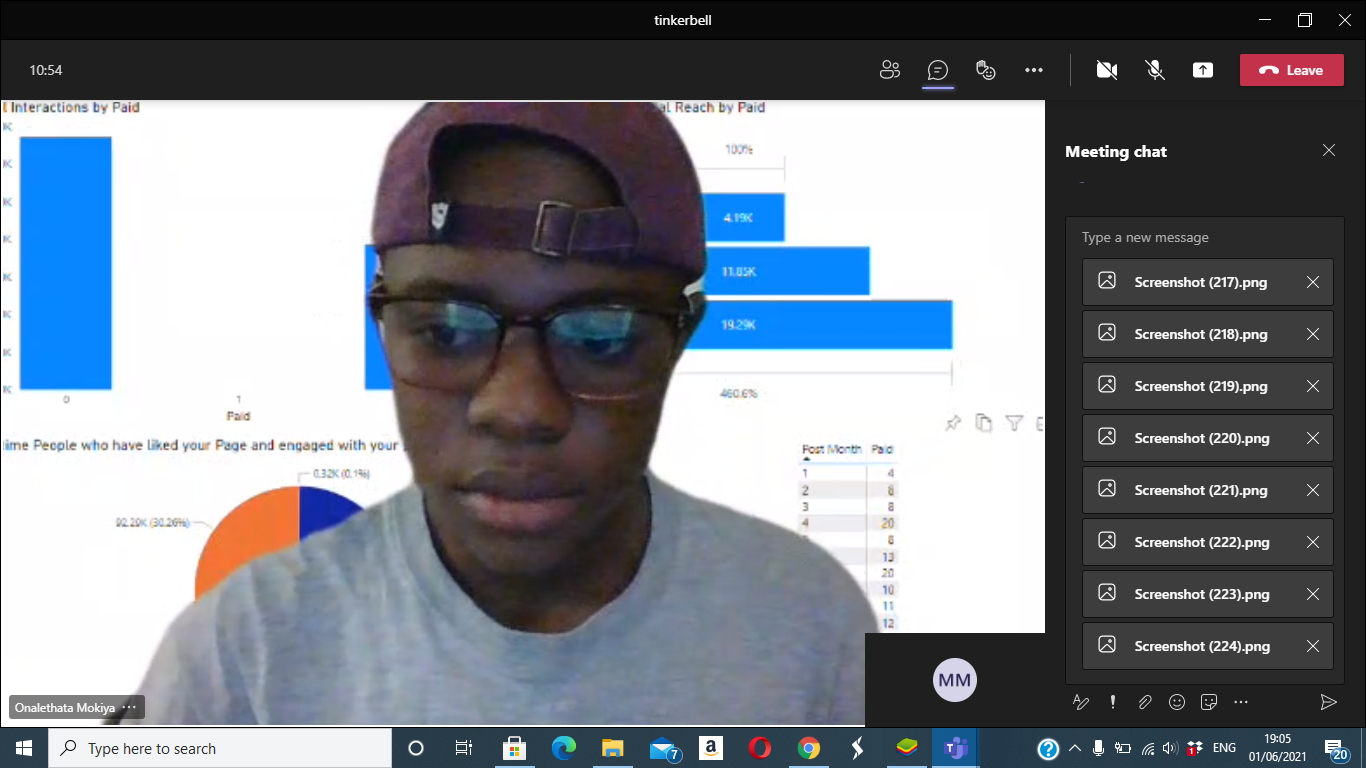 tinkerbell
10:54
Leave
l Interactions by Paid
K
K
K
K
K
K
K
K
0
1
Paid
al Reach by Paid
100%
4.19K
11.05K
19.29K
460.6%
time People who have liked your Page and engaged with your
0.32K (0.1%)
92.29K (30.26%)
Post Month Paid
1 4
2 8
3 8
4 20
8
13
20
10
11
12
Onalethata Mokiya ...
MM
Meeting chat
Type a new message
Screenshot (217).png
Screenshot (218).png
Screenshot (219).png
Screenshot (220).png
Screenshot (221).png
Screenshot (222).png
Screenshot (223).png
Screenshot (224).png
Type here to search
7
a
1
ENG
19:05
01/06/2021
20